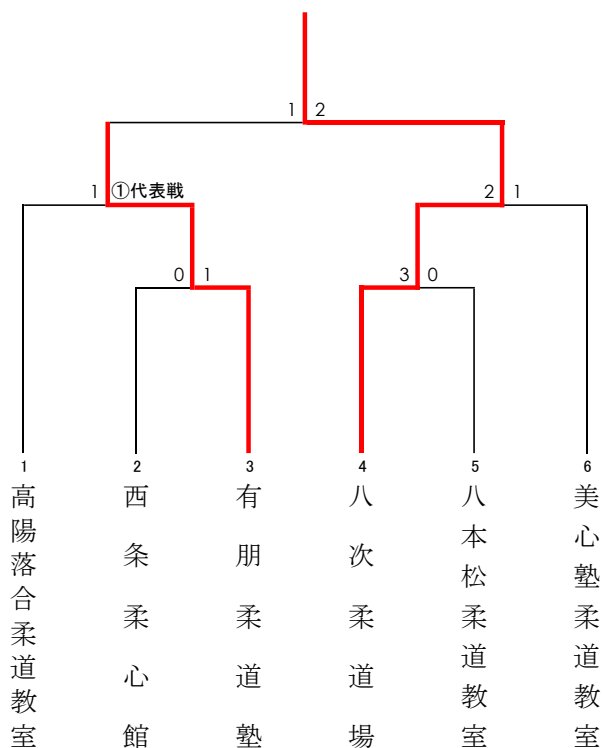 1 2
1 ①代表戦
2 1
0 1
3 0
1
2
3
4
5
6
高陽落合柔道教室
西条柔心館
有朋柔道塾
八次柔道場
八本松柔道教室
美心塾柔道教室